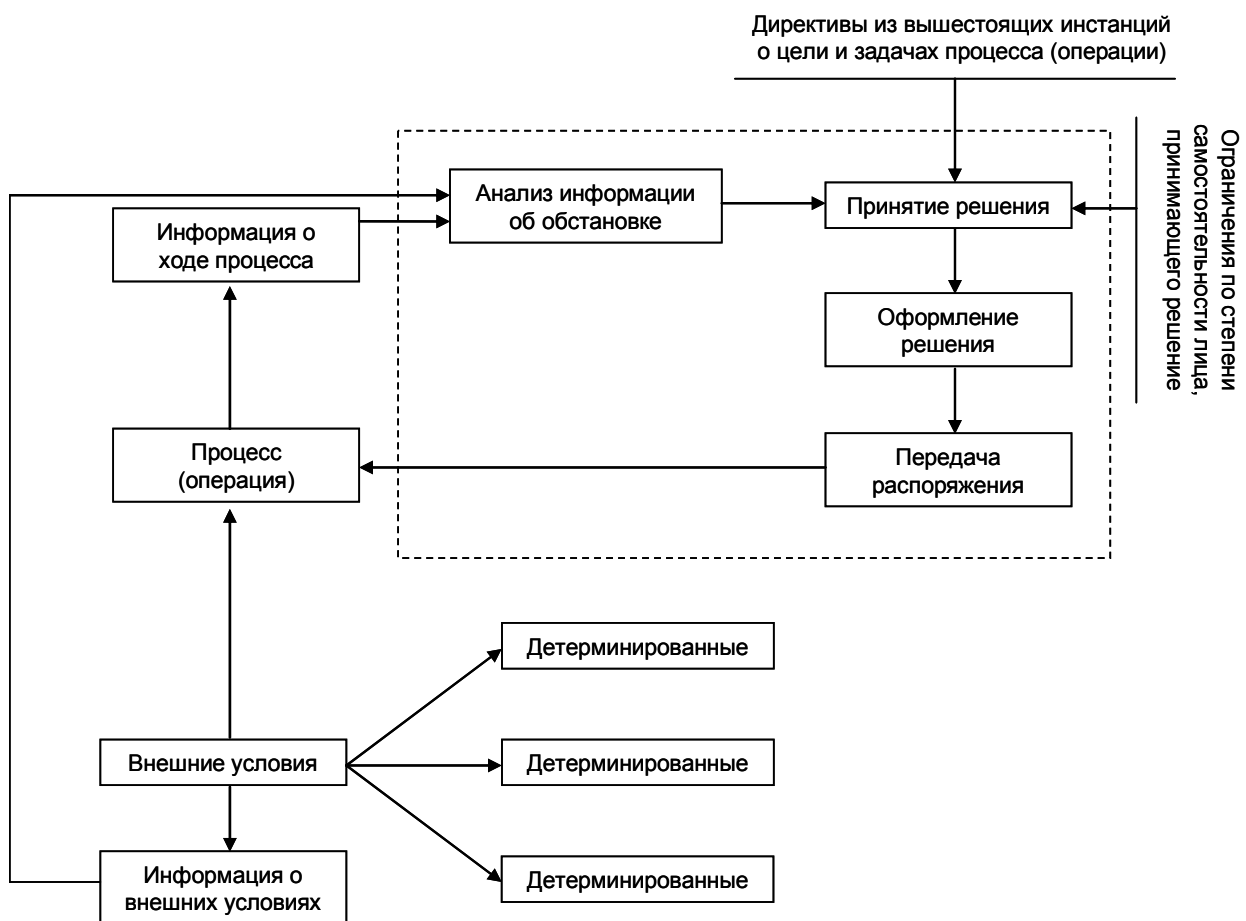 Директивы из вышестоящих инстанций
о цели и задачах процесса (операции)
Ограничения по степени
самостоятельности лица,
принимающего решение
Анализ информации
об обстановке
Принятие решения
Информация о
ходе процесса
Оформление
решения
Процесс
(операция)
Передача
распоряжения
Детерминированные
Внешние условия
Детерминированные
Информация о
внешних условиях
Детерминированные